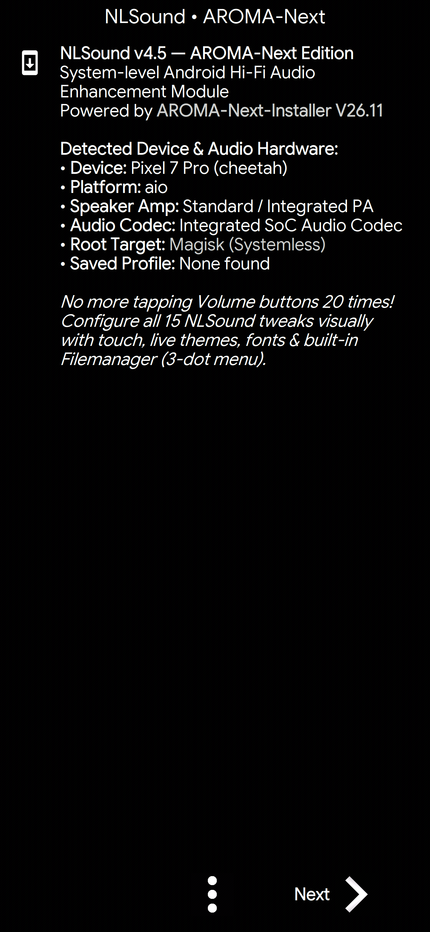 NLSound • AROMA-Next
NLSound v4.5 — AROMA-Next Edition
System-level Android Hi-Fi Audio
Enhancement Module
Powered by AROMA-Next-Installer V26.11
Detected Device & Audio Hardware:
• Device: Pixel 7 Pro (cheetah)
• Platform: aio
• Speaker Amp: Standard / Integrated PA
• Audio Codec: Integrated SoC Audio Codec
• Root Target: Magisk (Systemless)
• Saved Profile: None found
No more tapping Volume buttons 20 times!
Configure all 15 NLSound tweaks visually
with touch, live themes, fonts & built-in
Filemanager (3-dot menu).
Next